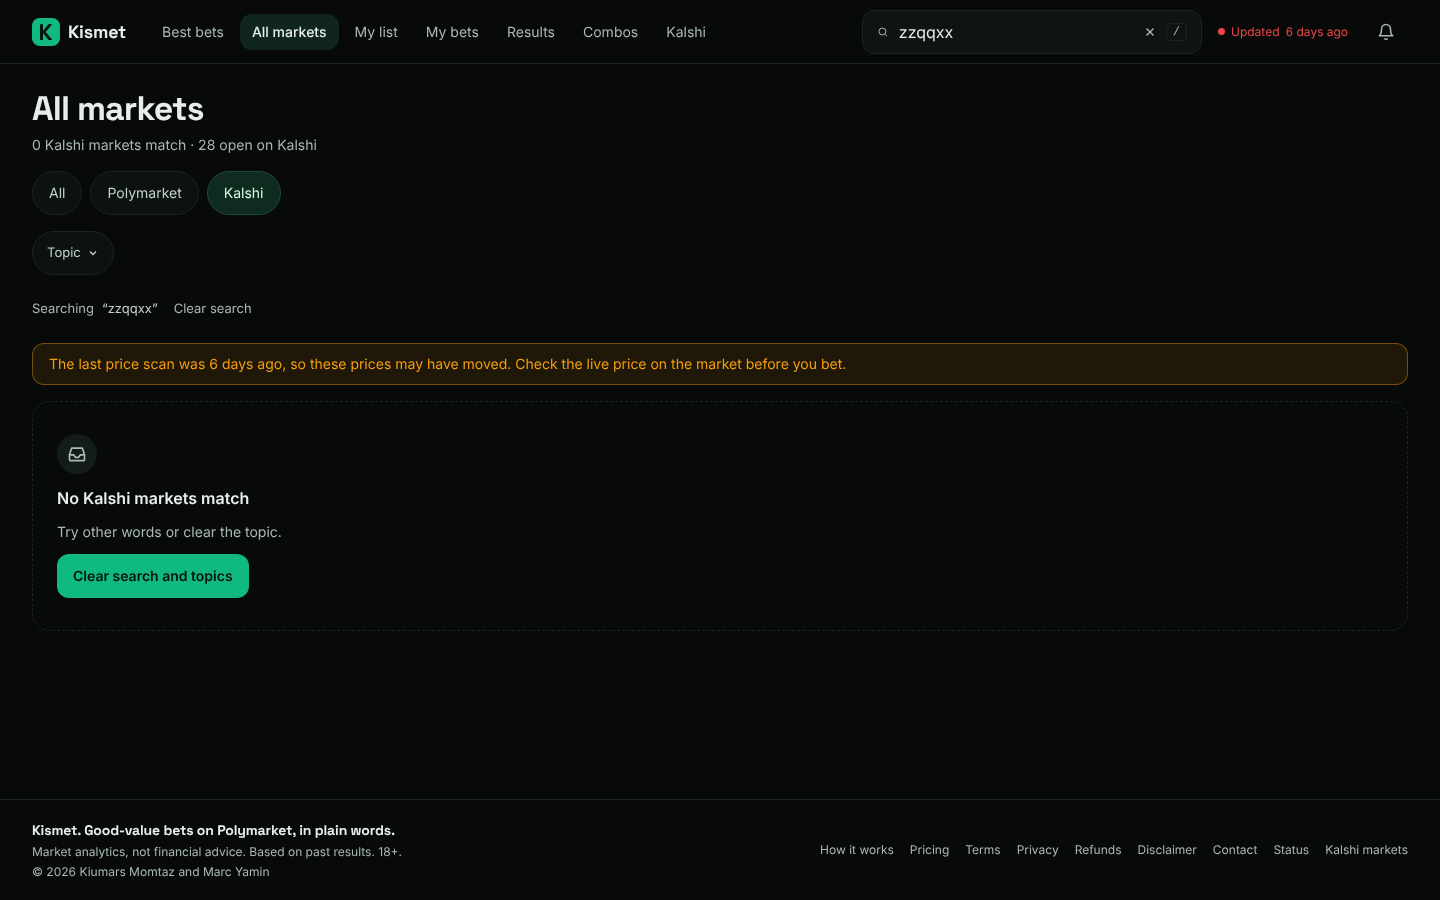 K Kismet Best bets All markets My list My bets Results Combos Kalshi zzqqxx / Updated 6 days ago
All markets
0 Kalshi markets match · 28 open on Kalshi
All Polymarket Kalshi
Topic
Searching “zzqqxx” Clear search
The last price scan was 6 days ago, so these prices may have moved. Check the live price on the market before you bet.
No Kalshi markets match
Try other words or clear the topic.
Clear search and topics
Kismet. Good-value bets on Polymarket, in plain words.
Market analytics, not financial advice. Based on past results. 18+.
© 2026 Kiumars Momtaz and Marc Yamin
How it works Pricing Terms Privacy Refunds Disclaimer Contact Status Kalshi markets